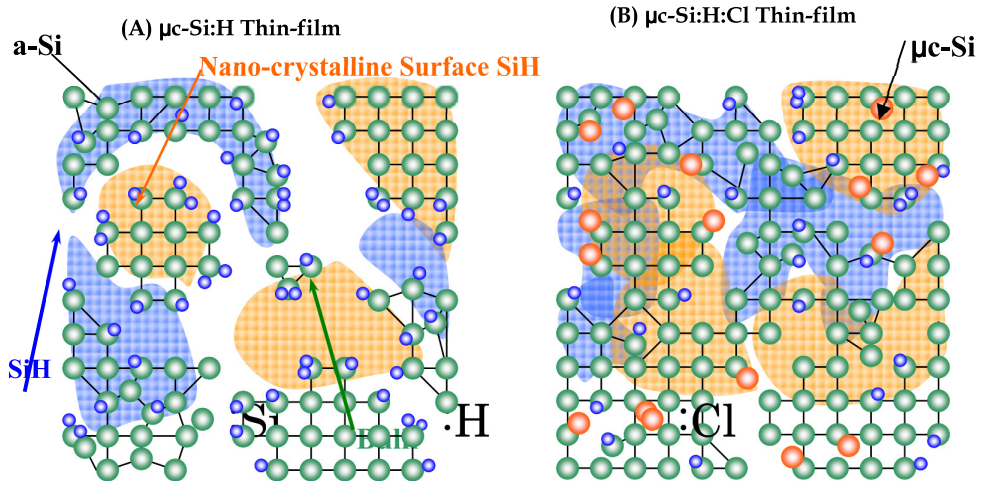 (A) μc-Si:H Thin-film
(B) μc-Si:H:Cl Thin-film
a-Si
μc-Si
Nano-crystalline Surface SiH
SiH
Si
:H
:Cl